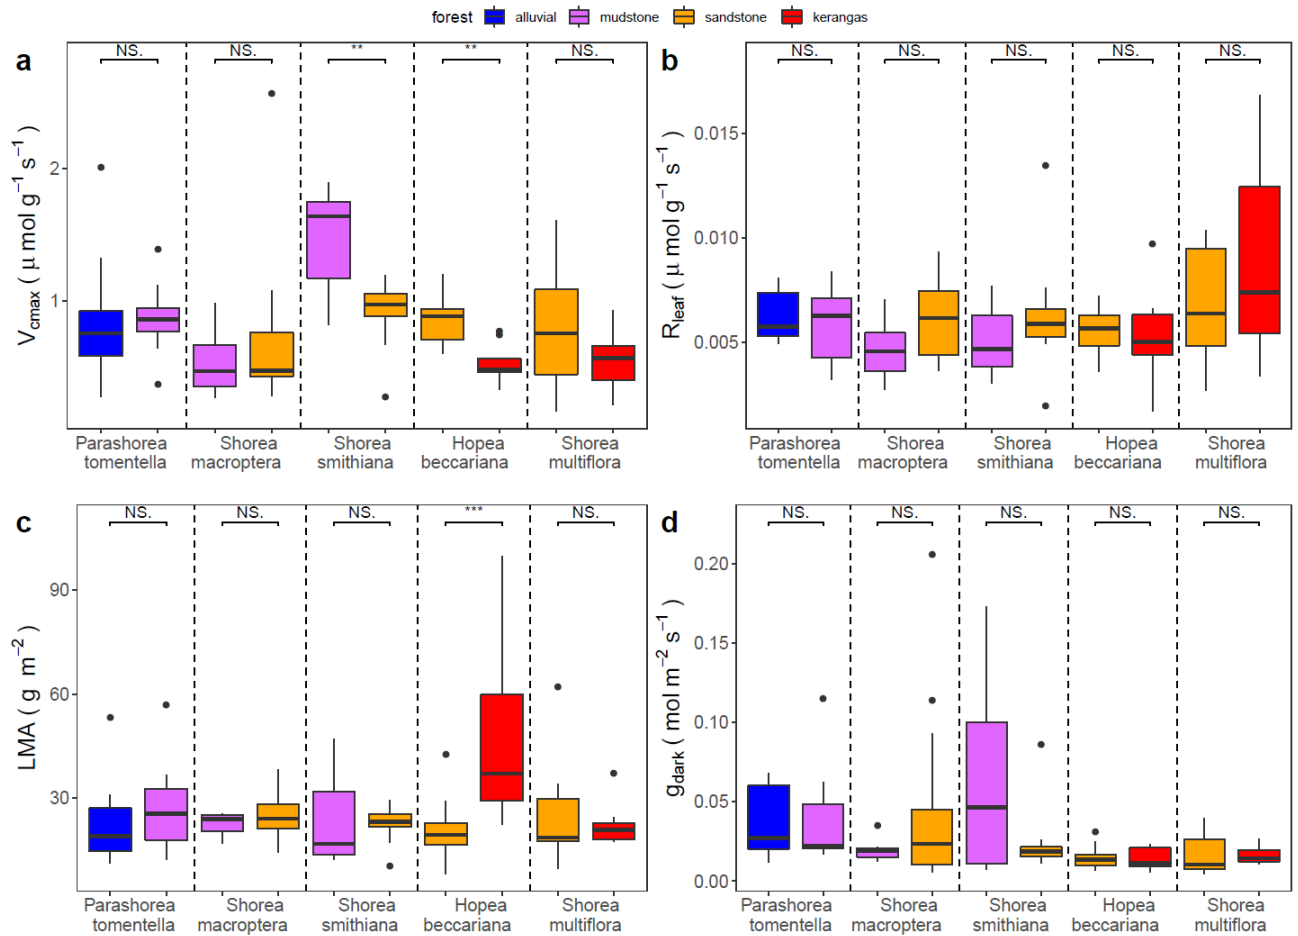 forest alluvial mudstone sandstone kerangas
a
NS. NS. ** ** NS.
V_cmax ( μ mol g⁻¹ s⁻¹ )
2
1
Parashorea tomentella
Shorea macroptera
Shorea smithiana
Hopea beccariana
Shorea multiflora
b
NS. NS. NS. NS. NS.
R_leaf ( μ mol g⁻¹ s⁻¹ )
0.015
0.010
0.005
Parashorea tomentella
Shorea macroptera
Shorea smithiana
Hopea beccariana
Shorea multiflora
c
NS. NS. NS. *** NS.
LMA ( g m⁻² )
90
60
30
Parashorea tomentella
Shorea macroptera
Shorea smithiana
Hopea beccariana
Shorea multiflora
d
NS. NS. NS. NS. NS.
g_dark ( mol m⁻² s⁻¹ )
0.20
0.15
0.10
0.05
0.00
Parashorea tomentella
Shorea macroptera
Shorea smithiana
Hopea beccariana
Shorea multiflora